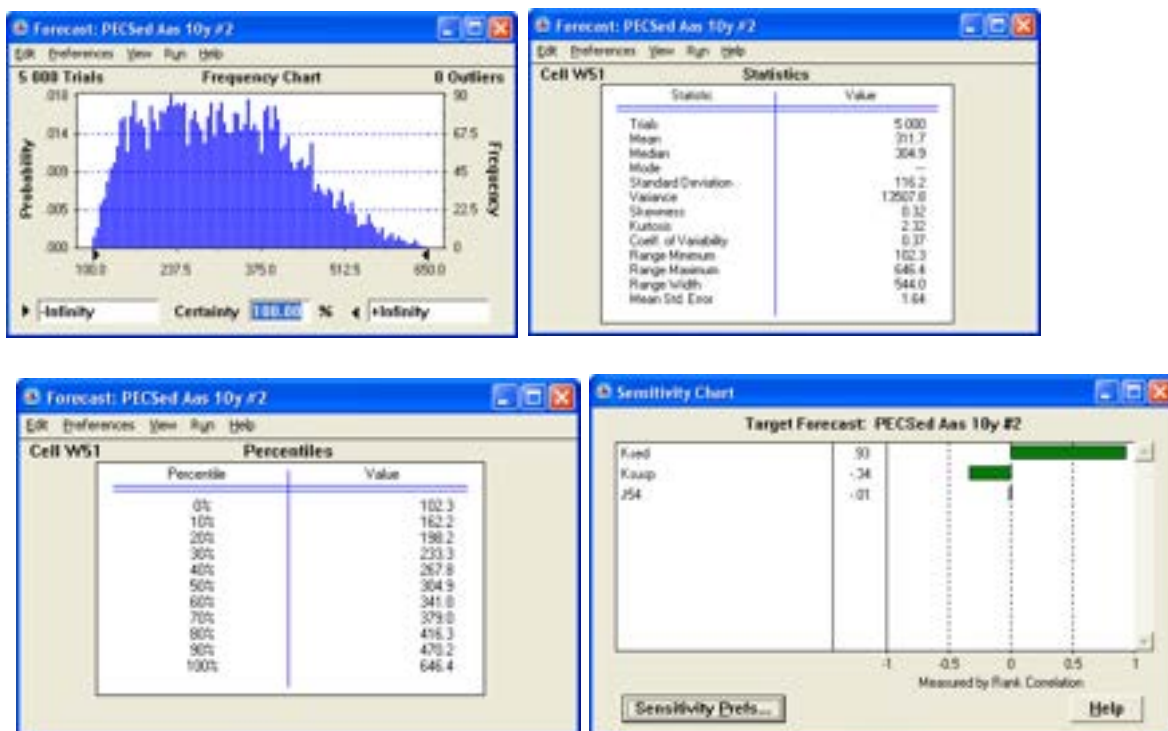 Forecast: PECSed Aas 10y #2
Edit Preferences View Run Help
5 000 Trials Frequency Chart 0 Outliers
Probability
.018
.014
.009
.005
.000
90
67.5
45
22.5
0
Frequency
100.0 237.5 375.0 512.5 650.0
-Infinity Certainty 100.00 % +Infinity
Forecast: PECSed Aas 10y #2
Edit Preferences View Run Help
Cell W51 Statistics
Statistic Value
Trials 5 000
Mean 311.7
Median 304.9
Mode ---
Standard Deviation 116.2
Variance 13507.8
Skewness 0.32
Kurtosis 2.32
Coeff. of Variability 0.37
Range Minimum 102.3
Range Maximum 646.4
Range Width 544.0
Mean Std. Error 1.64
Forecast: PECSed Aas 10y #2
Edit Preferences View Run Help
Cell W51 Percentiles
Percentile Value
0% 102.3
10% 162.2
20% 198.2
30% 233.3
40% 267.8
50% 304.9
60% 341.0
70% 379.0
80% 416.3
90% 470.2
100% 646.4
Sensitivity Chart
Target Forecast: PECSed Aas 10y #2
Ksed .93
Ksusp -.34
J54 -.01
-1 -0.5 0 0.5 1
Measured by Rank Correlation
Sensitivity Prefs... Help